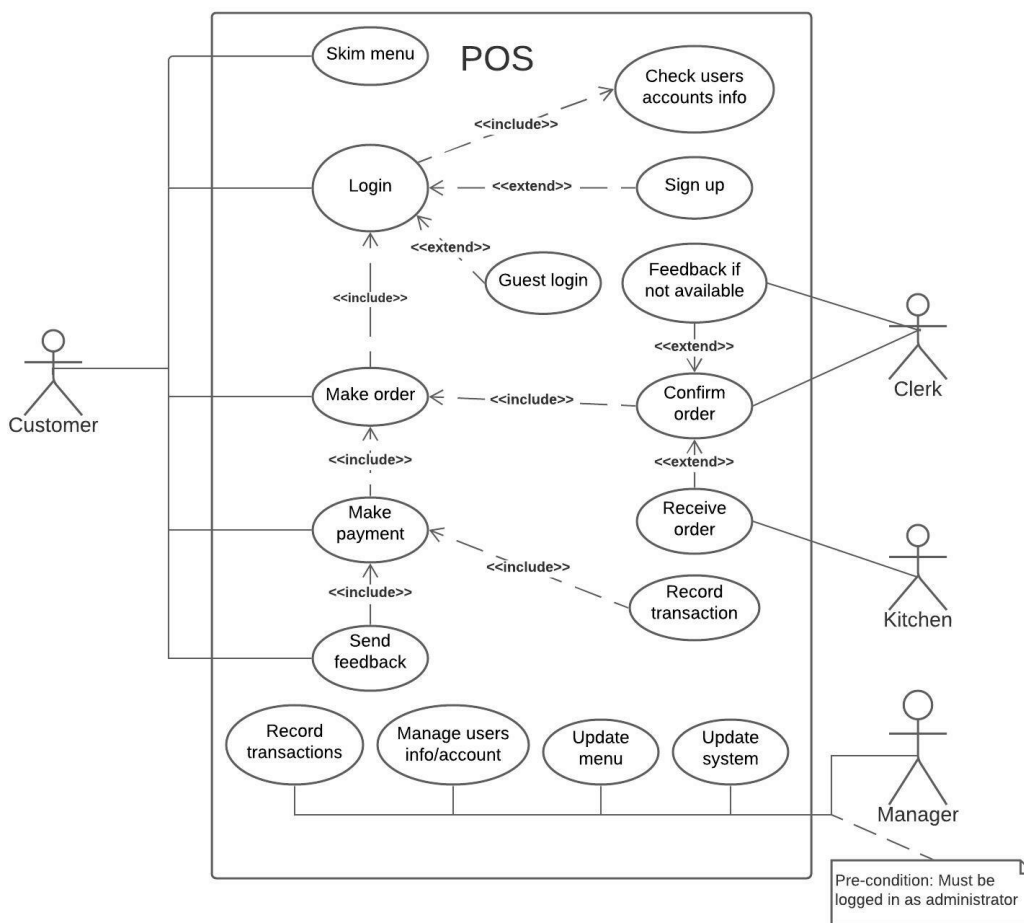 POS
Skim menu
Check users
accounts info
<<include>>
Login
<<extend>>
Sign up
<<extend>>
Guest login
Feedback if
not available
<<include>>
<<extend>>
Customer
Make order
<<include>>
Confirm
order
Clerk
<<include>>
<<extend>>
Make
payment
Receive
order
<<include>>
<<include>>
Record
transaction
Kitchen
Send
feedback
Record
transactions
Manage users
info/account
Update
menu
Update
system
Manager
Pre-condition: Must be
logged in as administrator